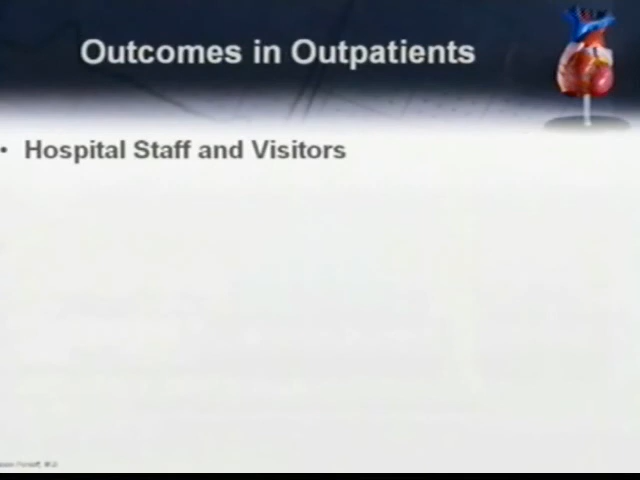 Outcomes in Outpatients
• Hospital Staff and Visitors